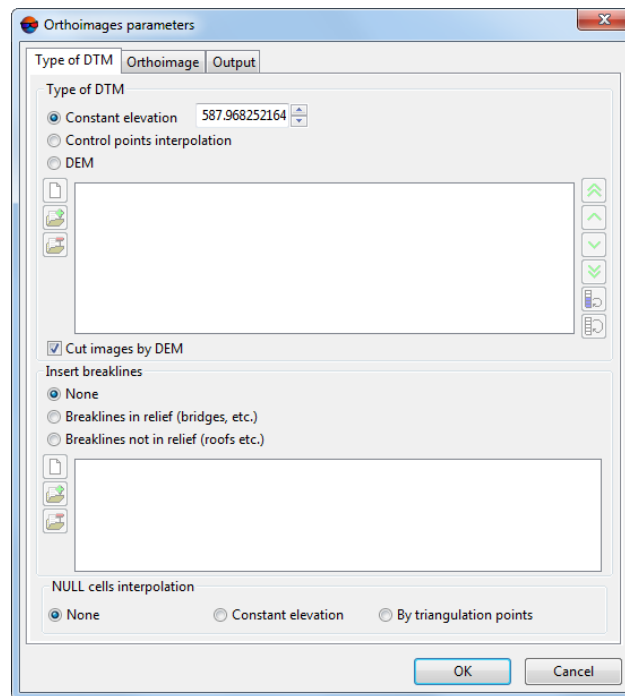 Orthoimages parameters
Type of DTM Orthoimage Output
Type of DTM
Constant elevation 587.968252164
Control points interpolation
DEM
Cut images by DEM
Insert breaklines
None
Breaklines in relief (bridges, etc.)
Breaklines not in relief (roofs etc.)
NULL cells interpolation
None Constant elevation By triangulation points
OK Cancel